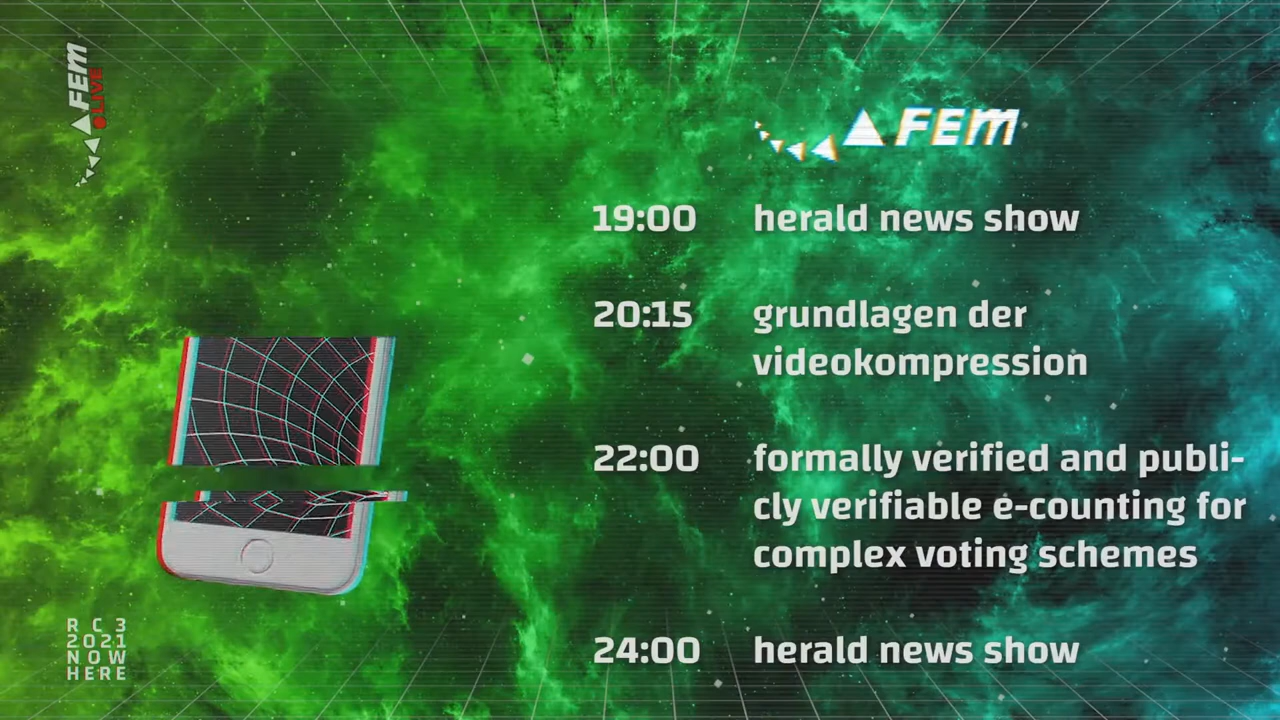 FEM
LIVE
FEM
19:00 herald news show
20:15 grundlagen der
videokompression
22:00 formally verified and publi-
cly verifiable e-counting for
complex voting schemes
24:00 herald news show
R C 3
2021
NOW
HERE